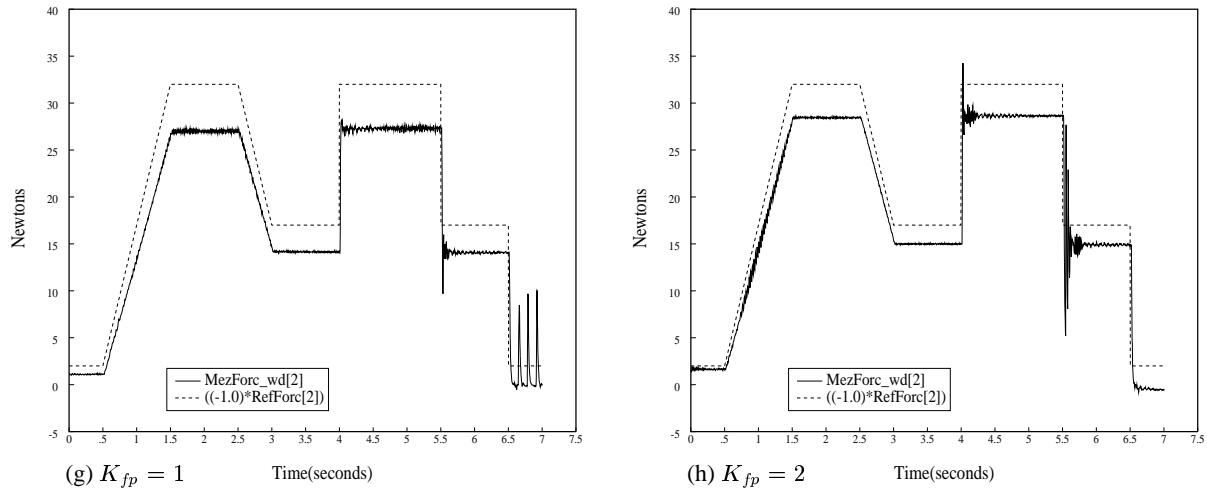 40
35
30
25
20
15
10
5
0
-5
Newtons
MezForc_wd[2]
((-1.0)*RefForc[2])
0 .5 1 1.5 2 2.5 3 3.5 4 4.5 5 5.5 6 6.5 7 7.5
(g) K_{fp} = 1 Time(seconds)
40
35
30
25
20
15
10
5
0
-5
Newtons
MezForc_wd[2]
((-1.0)*RefForc[2])
0 .5 1 1.5 2 2.5 3 3.5 4 4.5 5 5.5 6 6.5 7 7.5
(h) K_{fp} = 2 Time(seconds)